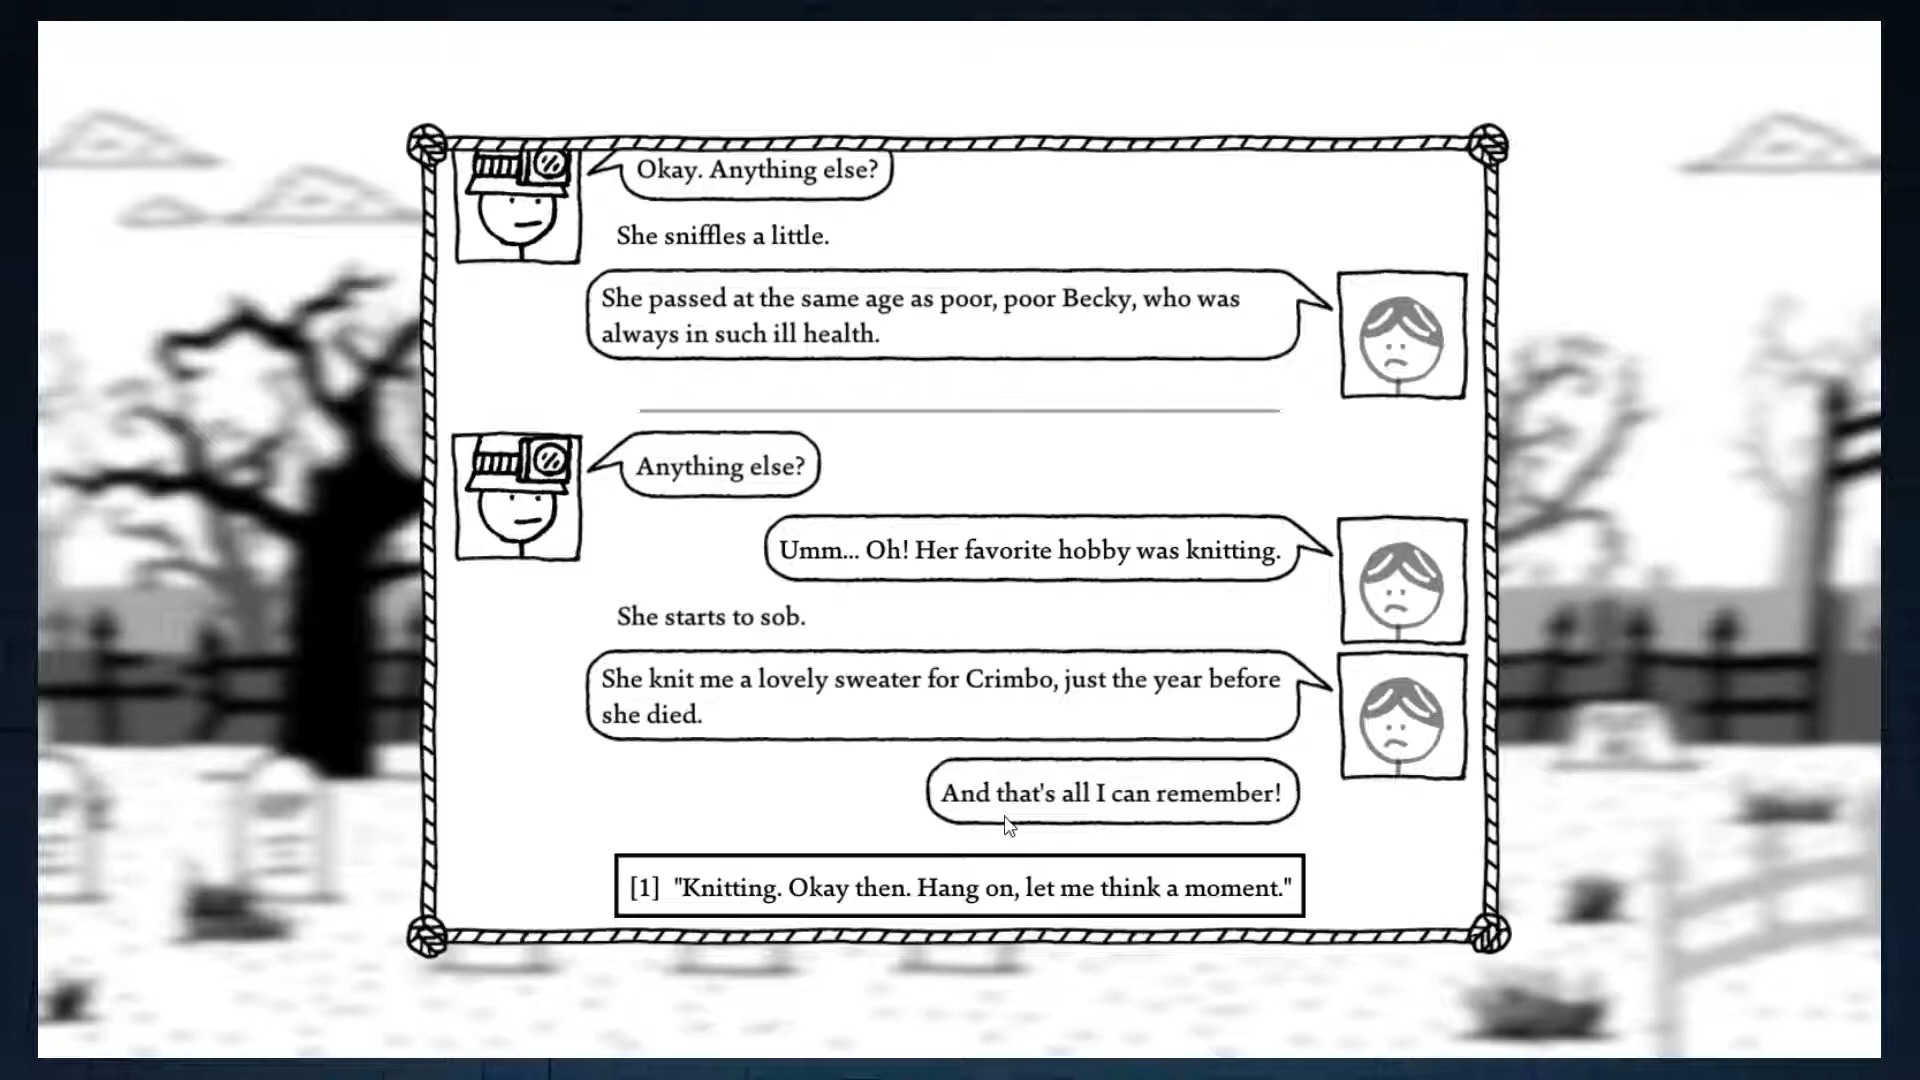 Okay. Anything else?
She sniffles a little.
She passed at the same age as poor, poor Becky, who was
always in such ill health.
Anything else?
Umm... Oh! Her favorite hobby was knitting.
She starts to sob.
She knit me a lovely sweater for Crimbo, just the year before
she died.
And that's all I can remember!
[1] "Knitting. Okay then. Hang on, let me think a moment."